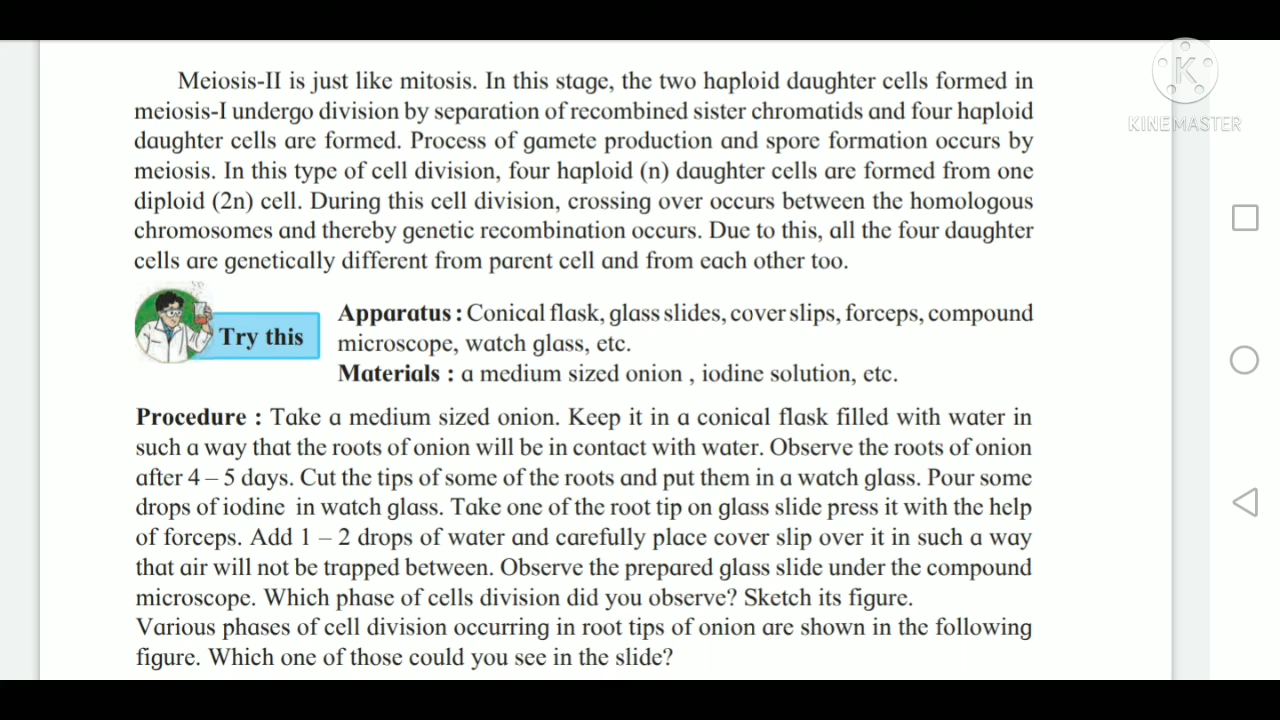 Meiosis-II is just like mitosis. In this stage, the two haploid daughter cells formed in
meiosis-I undergo division by separation of recombined sister chromatids and four haploid
daughter cells are formed. Process of gamete production and spore formation occurs by
meiosis. In this type of cell division, four haploid (n) daughter cells are formed from one
diploid (2n) cell. During this cell division, crossing over occurs between the homologous
chromosomes and thereby genetic recombination occurs. Due to this, all the four daughter
cells are genetically different from parent cell and from each other too.
Try this
Apparatus : Conical flask, glass slides, cover slips, forceps, compound
microscope, watch glass, etc.
Materials : a medium sized onion , iodine solution, etc.
Procedure : Take a medium sized onion. Keep it in a conical flask filled with water in
such a way that the roots of onion will be in contact with water. Observe the roots of onion
after 4 – 5 days. Cut the tips of some of the roots and put them in a watch glass. Pour some
drops of iodine in watch glass. Take one of the root tip on glass slide press it with the help
of forceps. Add 1 – 2 drops of water and carefully place cover slip over it in such a way
that air will not be trapped between. Observe the prepared glass slide under the compound
microscope. Which phase of cells division did you observe? Sketch its figure.
Various phases of cell division occurring in root tips of onion are shown in the following
figure. Which one of those could you see in the slide?
K
KINEMASTER